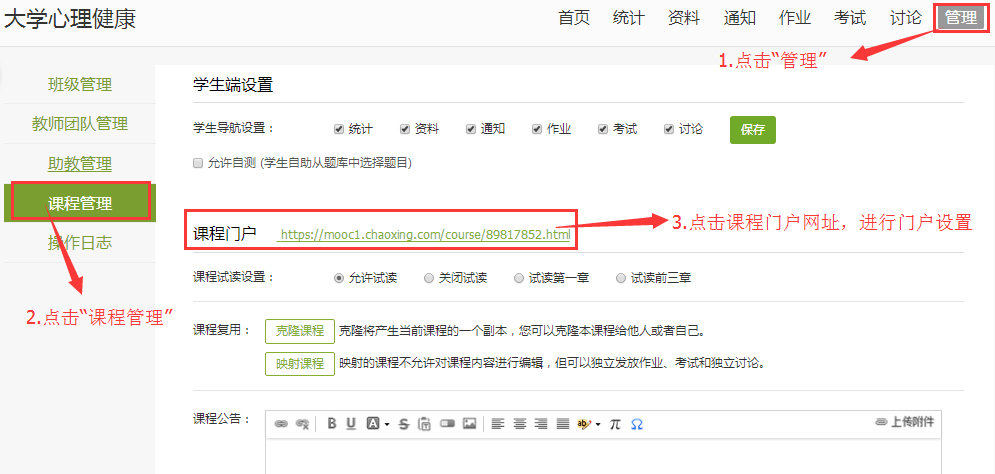 大学心理健康
首页 统计 资料 通知 作业 考试 讨论 管理
1.点击“管理”
班级管理
教师团队管理
助教管理
课程管理
操作日志
2.点击“课程管理”
学生端设置
学生导航设置： 统计 资料 通知 作业 考试 讨论 保存
允许自测 (学生自助从题库中选择题目)
课程门户 https://mooc1.chaoxing.com/course/89817852.html
3.点击课程门户网址，进行门户设置
课程试读设置： 允许试读 关闭试读 试读第一章 试读前三章
课程复用： 克隆课程 克隆将产生当前课程的一个副本，您可以克隆本课程给他人或者自己。
映射课程 映射的课程不允许对课程内容进行编辑，但可以独立发放作业、考试和独立讨论。
课程公告： B U A S ab π Ω 上传附件